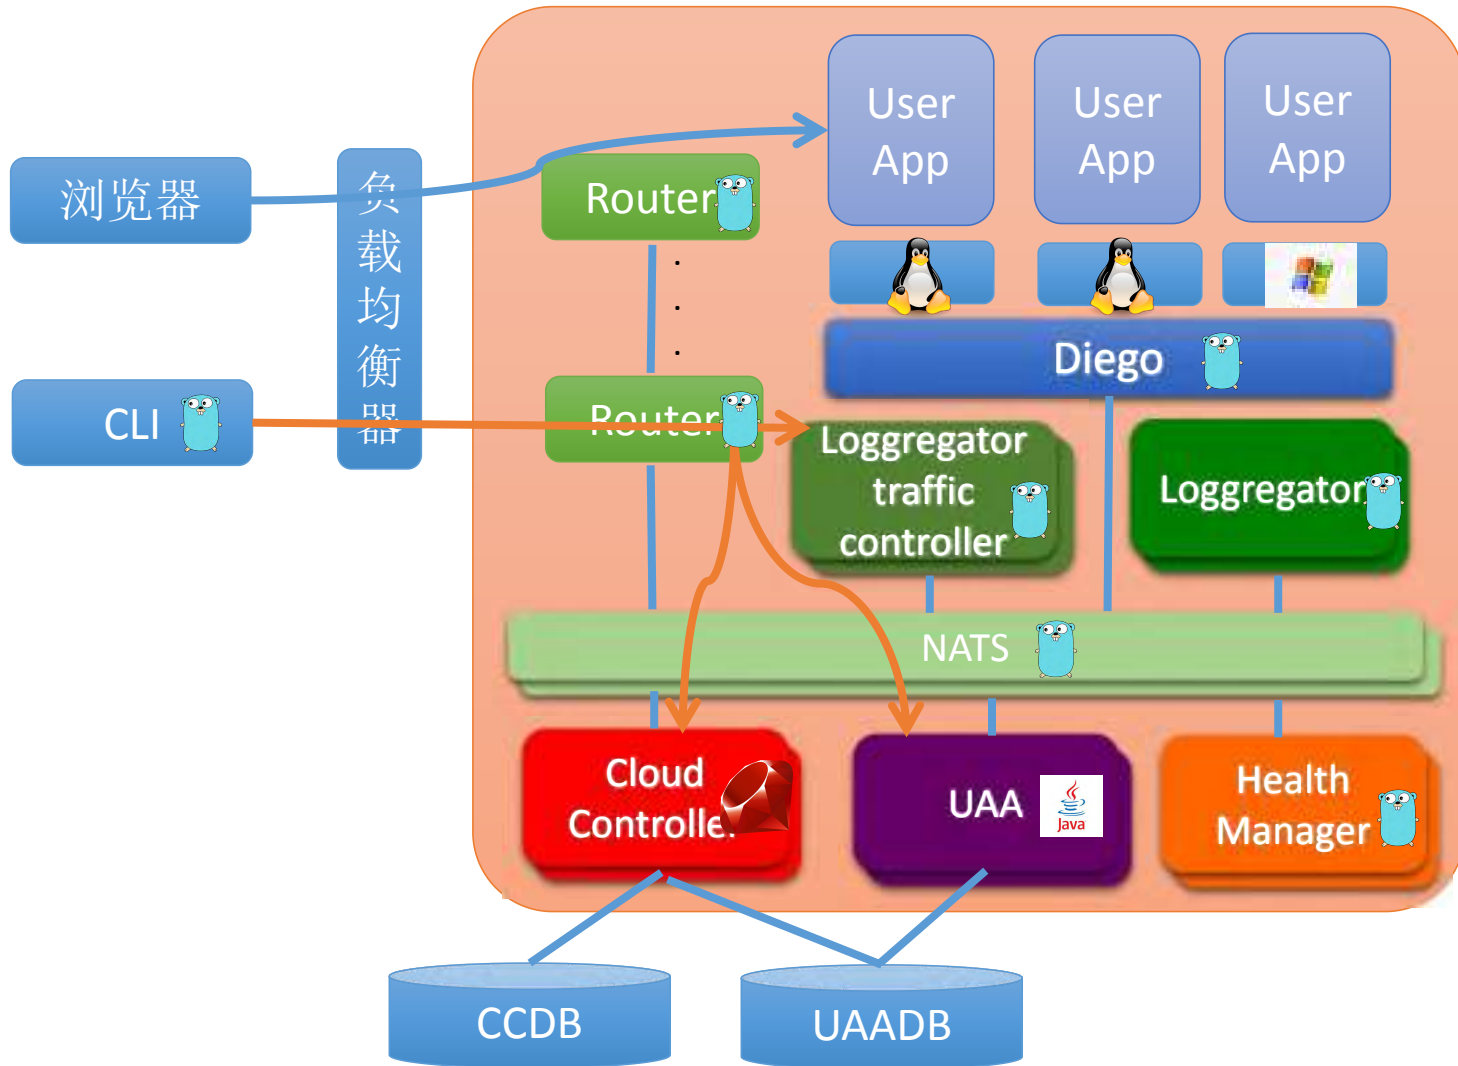 User
App
User
App
User
App
浏览器
负载均衡器
Router
Diego
CLI
Router
Loggregator
traffic
controller
Loggregator
NATS
Cloud
Controller
UAA
Java
Health
Manager
CCDB
UAADB